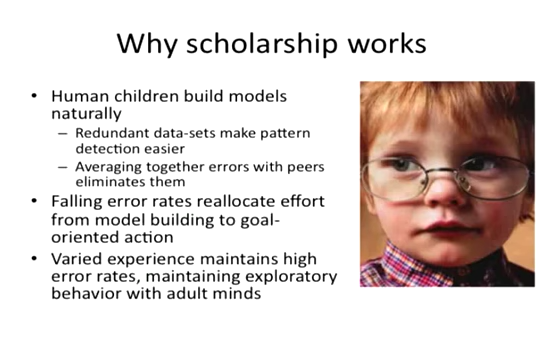 Why scholarship works
• Human children build models
naturally
– Redundant data-sets make pattern
detection easier
– Averaging together errors with peers
eliminates them
• Falling error rates reallocate effort
from model building to goal-
oriented action
• Varied experience maintains high
error rates, maintaining exploratory
behavior with adult minds